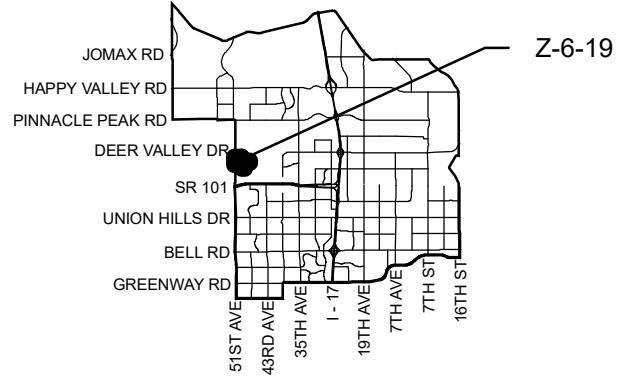 Z-6-19
JOMAX RD
HAPPY VALLEY RD
PINNACLE PEAK RD
DEER VALLEY DR
SR 101
UNION HILLS DR
BELL RD
GREENWAY RD
51ST AVE
43RD AVE
35TH AVE
I - 17
19TH AVE
7TH AVE
7TH ST
16TH ST